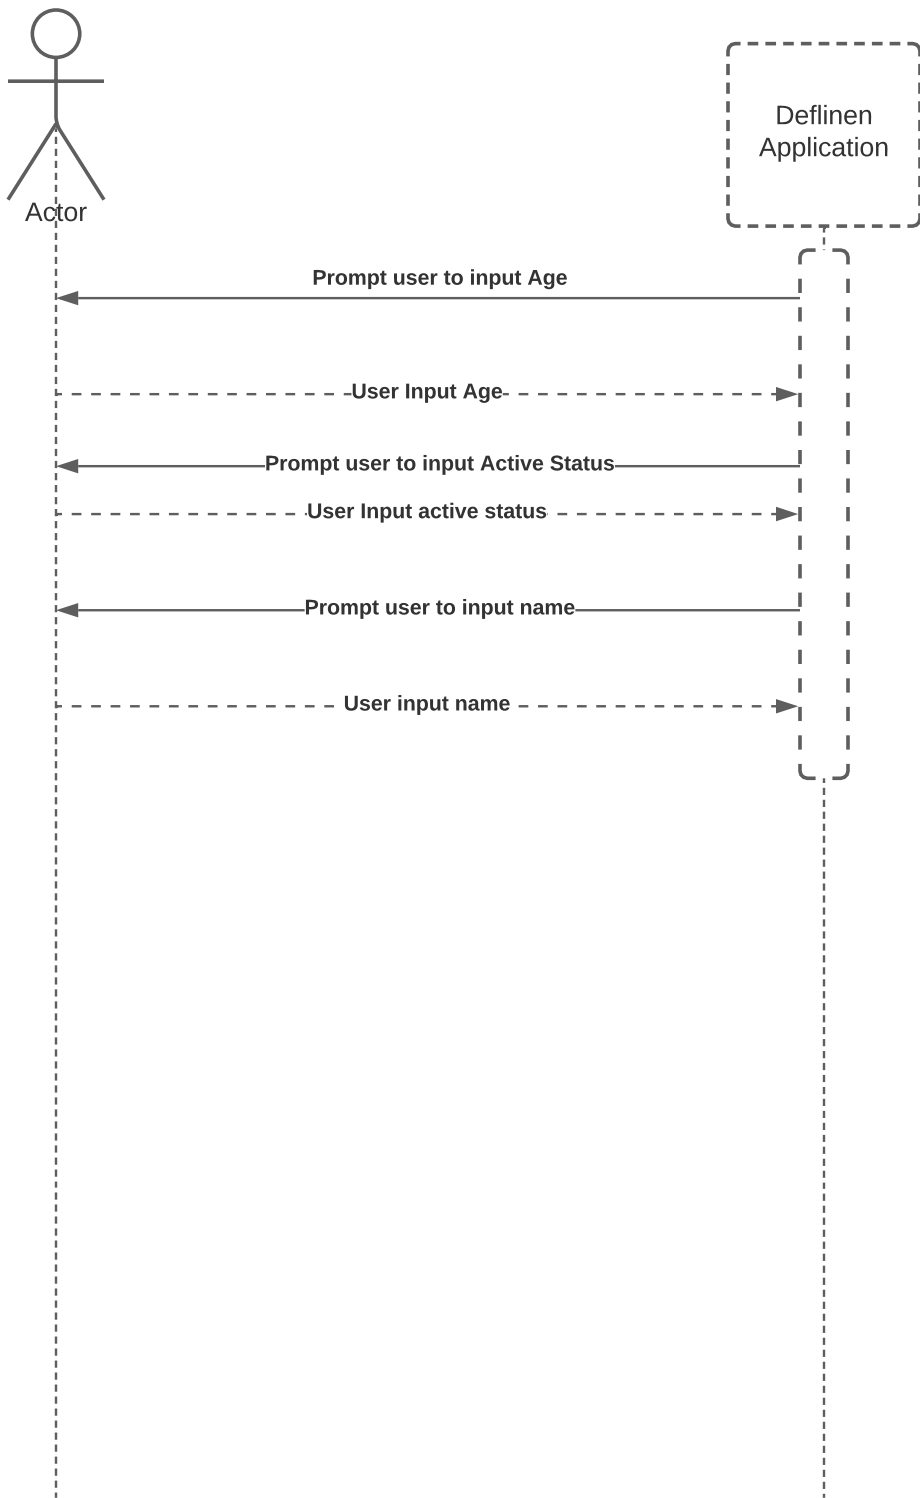 Actor
Deflinen
Application
Prompt user to input Age
User Input Age
Prompt user to input Active Status
User Input active status
Prompt user to input name
User input name